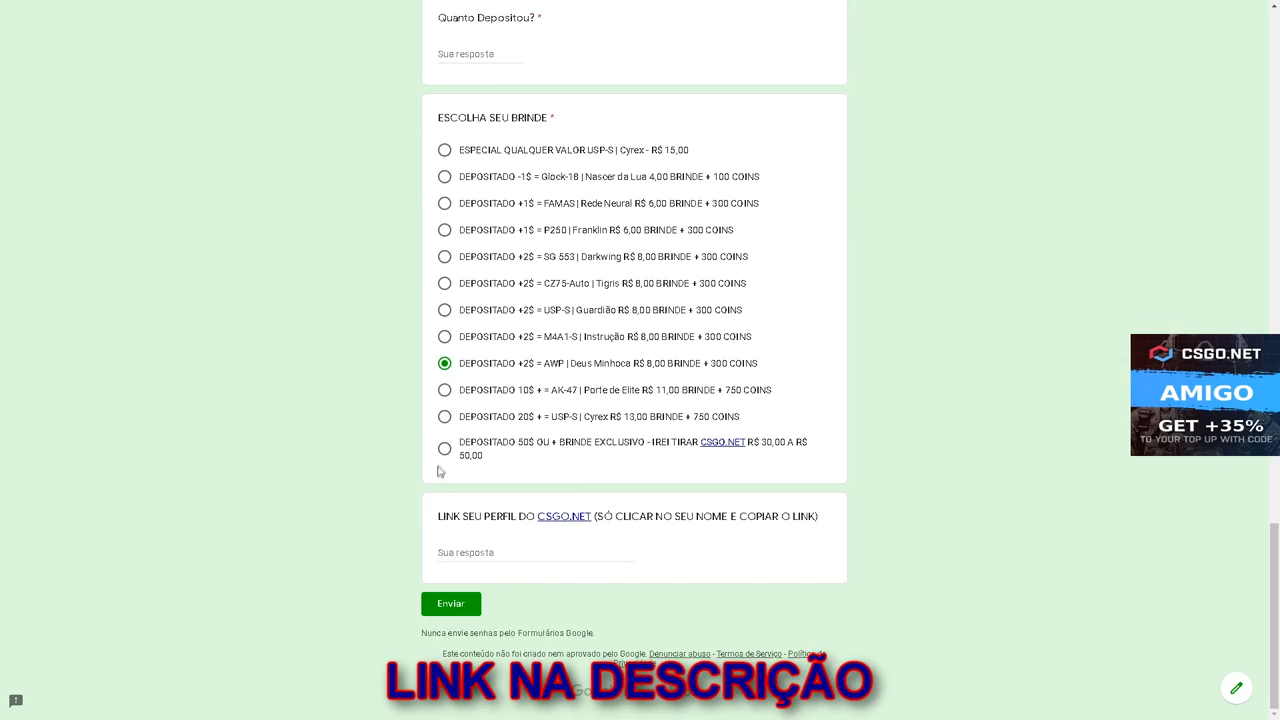 Quanto Depositou? *
Sua resposta
ESCOLHA SEU BRINDE *
ESPECIAL QUALQUER VALOR USP-S | Cyrex - R$ 15,00
DEPOSITADO -1$ = Glock-18 | Nascer da Lua 4,00 BRINDE + 100 COINS
DEPOSITADO +1$ = FAMAS | Rede Neural R$ 6,00 BRINDE + 300 COINS
DEPOSITADO +1$ = P250 | Franklin R$ 6,00 BRINDE + 300 COINS
DEPOSITADO +2$ = SG 553 | Darkwing R$ 8,00 BRINDE + 300 COINS
DEPOSITADO +2$ = CZ75-Auto | Tigris R$ 8,00 BRINDE + 300 COINS
DEPOSITADO +2$ = USP-S | Guardião R$ 8,00 BRINDE + 300 COINS
DEPOSITADO +2$ = M4A1-S | Instrução R$ 8,00 BRINDE + 300 COINS
DEPOSITADO +2$ = AWP | Deus Minhoca R$ 8,00 BRINDE + 300 COINS
DEPOSITADO 10$ + = AK-47 | Porte de Elite R$ 11,00 BRINDE + 750 COINS
DEPOSITADO 20$ + = USP-S | Cyrex R$ 13,00 BRINDE + 750 COINS
DEPOSITADO 50$ OU + BRINDE EXCLUSIVO - IREI TIRAR CSGO.NET R$ 30,00 A R$
50,00
LINK SEU PERFIL DO CSGO.NET (SÓ CLICAR NO SEU NOME E COPIAR O LINK)
Sua resposta
Enviar
Nunca envie senhas pelo Formulários Google.
Este conteúdo não foi criado nem aprovado pelo Google. Denunciar abuso - Termos de Serviço - Política de
LINK NA DESCRIÇÃO
CSGO.NET
AMIGO
GET +35%
TO YOUR TOP UP WITH CODE